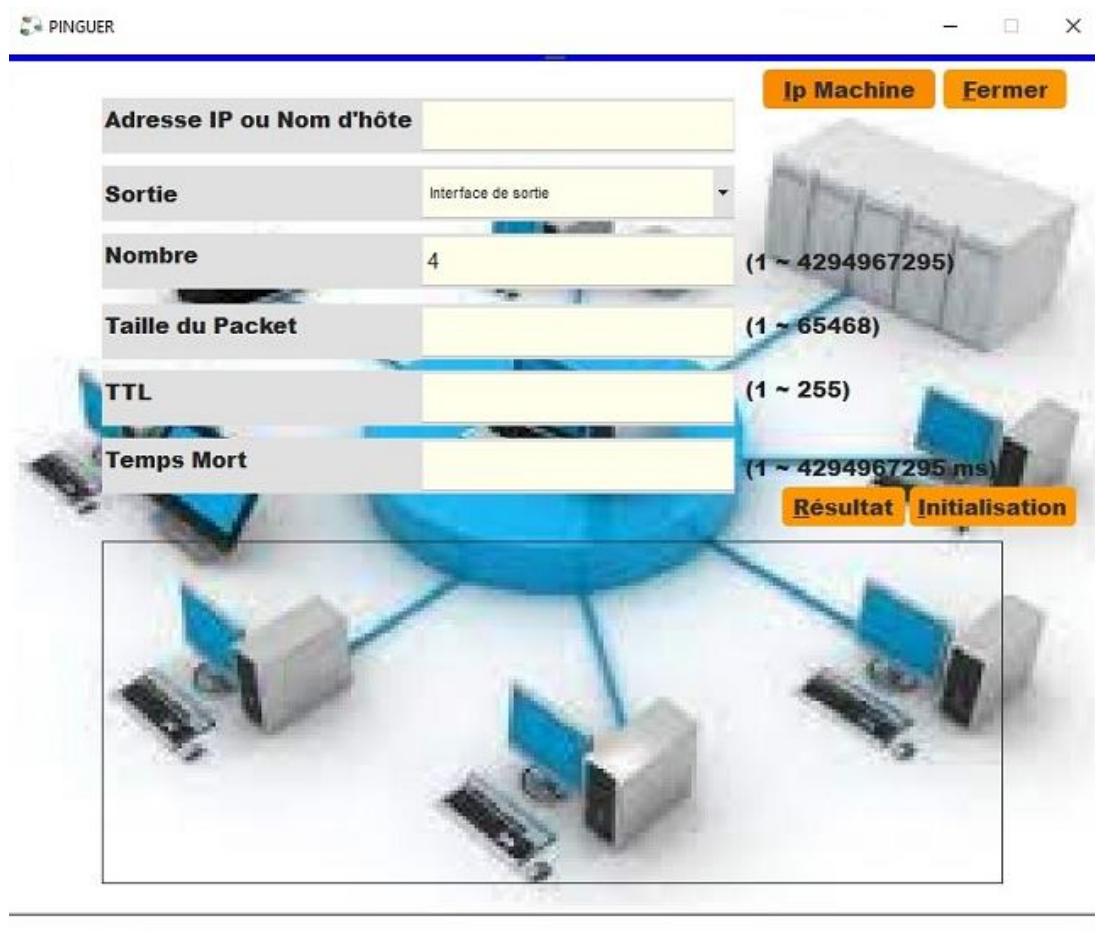 PINGUER
Ip Machine Fermer
Adresse IP ou Nom d'hôte
Sortie Interface de sortie
Nombre 4 (1 ~ 4294967295)
Taille du Packet (1 ~ 65468)
TTL (1 ~ 255)
Temps Mort (1 ~ 4294967295 ms)
Résultat Initialisation